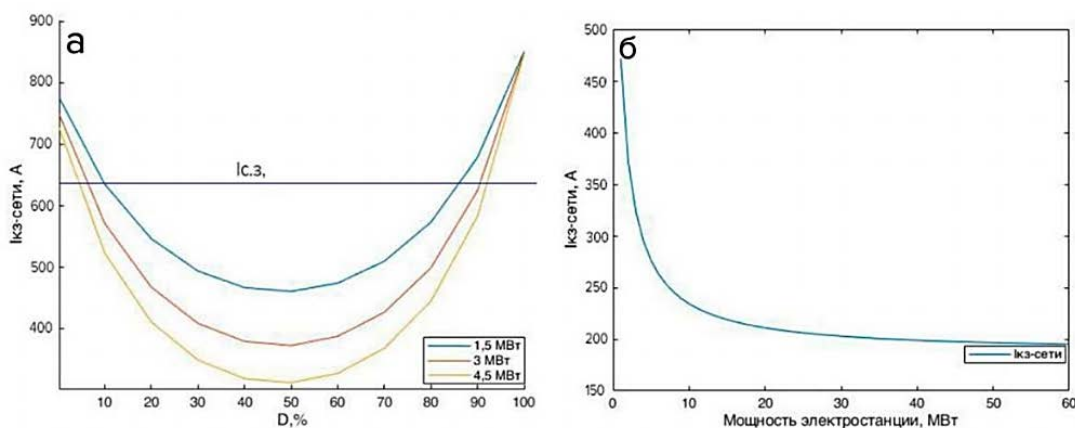 а
900
800
700
600
500
400
Iкз-сети, А
Iс.з,
1,5 МВт
3 МВт
4,5 МВт
10 20 30 40 50 60 70 80 90 100
D,%
б
500
450
400
350
300
250
200
150
Iкз-сети, А
Iкз-сети
0 10 20 30 40 50 60
Мощность электростанции, МВт